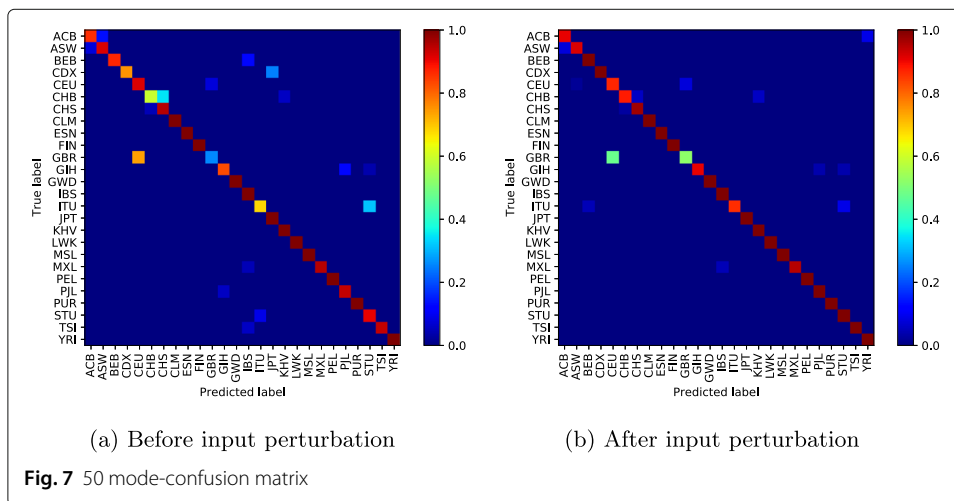 ACB
ASW
BEB
CDX
CEU
CHB
CHS
CLM
ESN
FIN
GBR
GIH
GWD
IBS
ITU
JPT
KHV
LWK
MSL
MXL
PEL
PJL
PUR
STU
TSI
YRI
True label
ACB ASW BEB CDX CEU CHB CHS CLM ESN FIN GBR GIH GWD IBS ITU JPT KHV LWK MSL MXL PEL PJL PUR STU TSI YRI
Predicted label
1.0
0.8
0.6
0.4
0.2
0.0
(a) Before input perturbation
ACB
ASW
BEB
CDX
CEU
CHB
CHS
CLM
ESN
FIN
GBR
GIH
GWD
IBS
ITU
JPT
KHV
LWK
MSL
MXL
PEL
PJL
PUR
STU
TSI
YRI
True label
ACB ASW BEB CDX CEU CHB CHS CLM ESN FIN GBR GIH GWD IBS ITU JPT KHV LWK MSL MXL PEL PJL PUR STU TSI YRI
Predicted label
1.0
0.8
0.6
0.4
0.2
0.0
(b) After input perturbation
Fig. 7 50 mode-confusion matrix